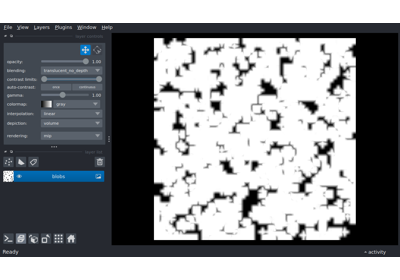 File View Layers Plugins Window Help
opacity: 1.00
blending: translucent_no_depth
contrast limits:
auto-contrast: once continuous
gamma: 1.00
colormap: gray
interpolation: linear
depiction: volume
rendering: mip
blobs
Ready activity